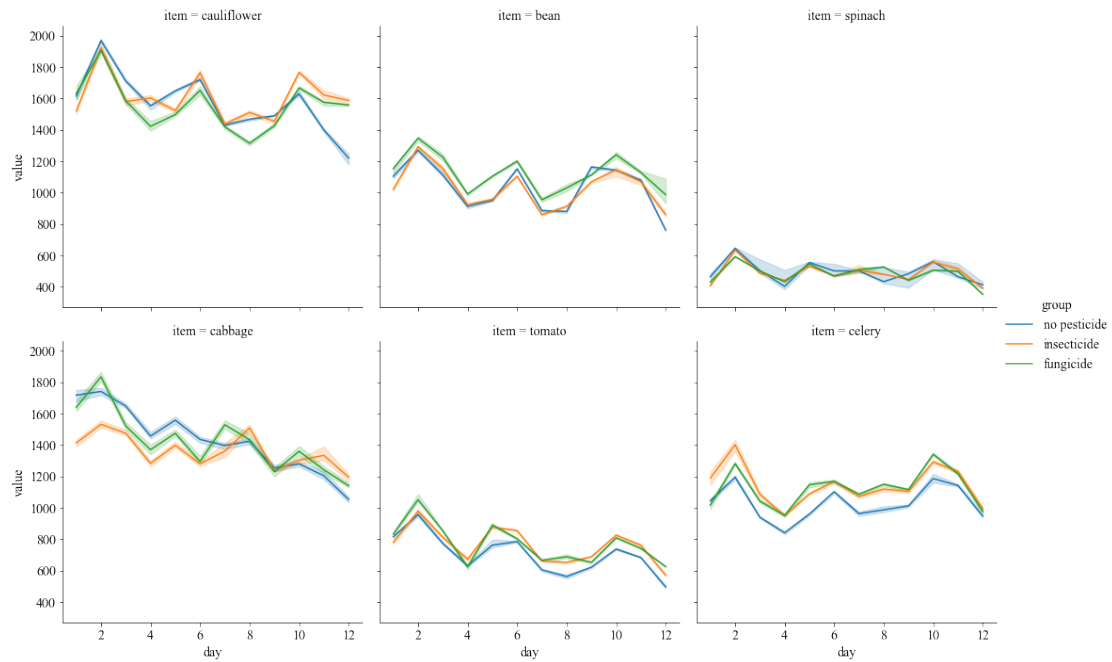 item = cauliflower
item = bean
item = spinach
2000
1800
1600
1400
1200
1000
800
600
400
value
group
no pesticide
insecticide
fungicide
item = cabbage
item = tomato
item = celery
2000
1800
1600
1400
1200
1000
800
600
400
value
2 4 6 8 10 12
2 4 6 8 10 12
2 4 6 8 10 12
day
day
day